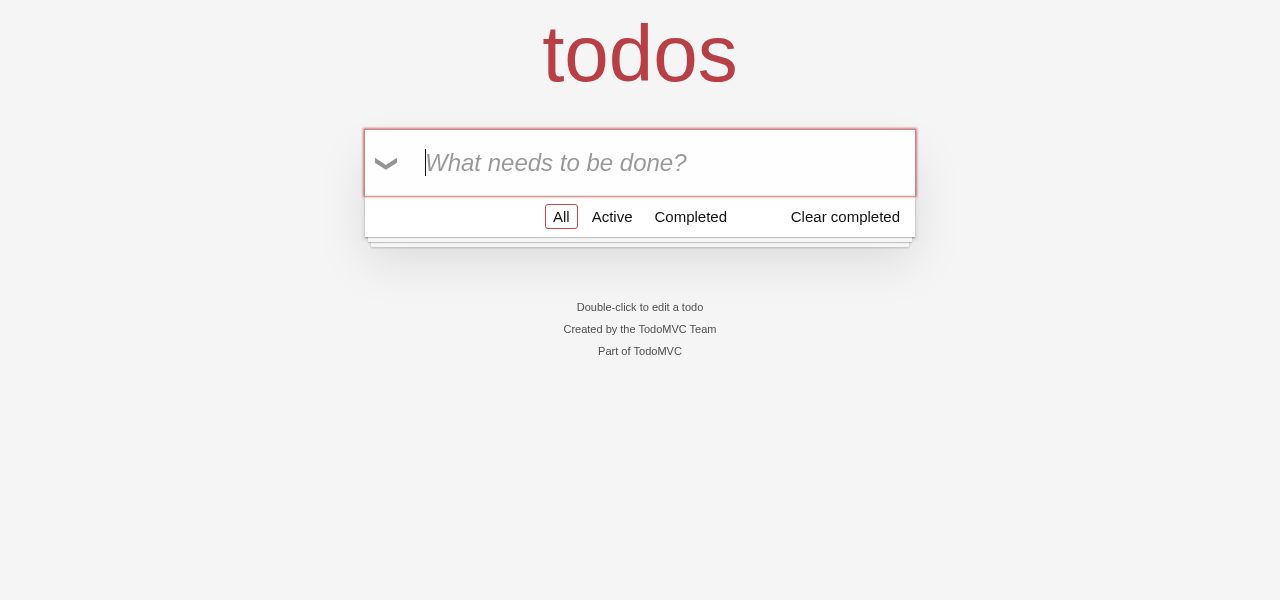 todos
What needs to be done?
All Active Completed Clear completed
Double-click to edit a todo
Created by the TodoMVC Team
Part of TodoMVC